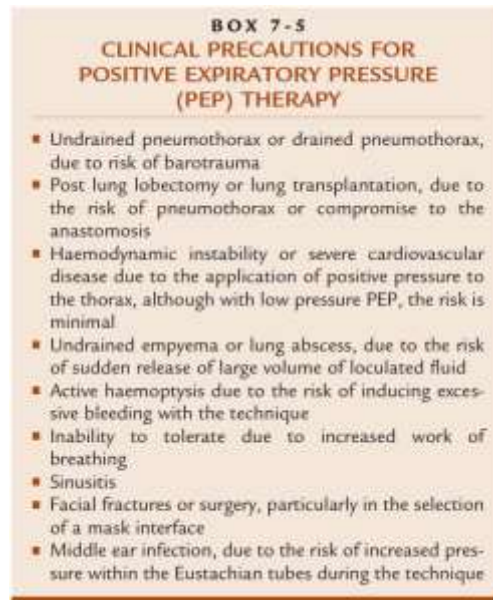 BOX 7-5
CLINICAL PRECAUTIONS FOR
POSITIVE EXPIRATORY PRESSURE
(PEP) THERAPY
▪ Undrained pneumothorax or drained pneumothorax,
due to risk of barotrauma
▪ Post lung lobectomy or lung transplantation, due to
the risk of pneumothorax or compromise to the
anastomosis
▪ Haemodynamic instability or severe cardiovascular
disease due to the application of positive pressure to
the thorax, although with low pressure PEP, the risk is
minimal
▪ Undrained empyema or lung abscess, due to the risk
of sudden release of large volume of loculated fluid
▪ Active haemoptysis due to the risk of inducing exces-
sive bleeding with the technique
▪ Inability to tolerate due to increased work of
breathing
▪ Sinusitis
▪ Facial fractures or surgery, particularly in the selection
of a mask interface
▪ Middle ear infection, due to the risk of increased pres-
sure within the Eustachian tubes during the technique